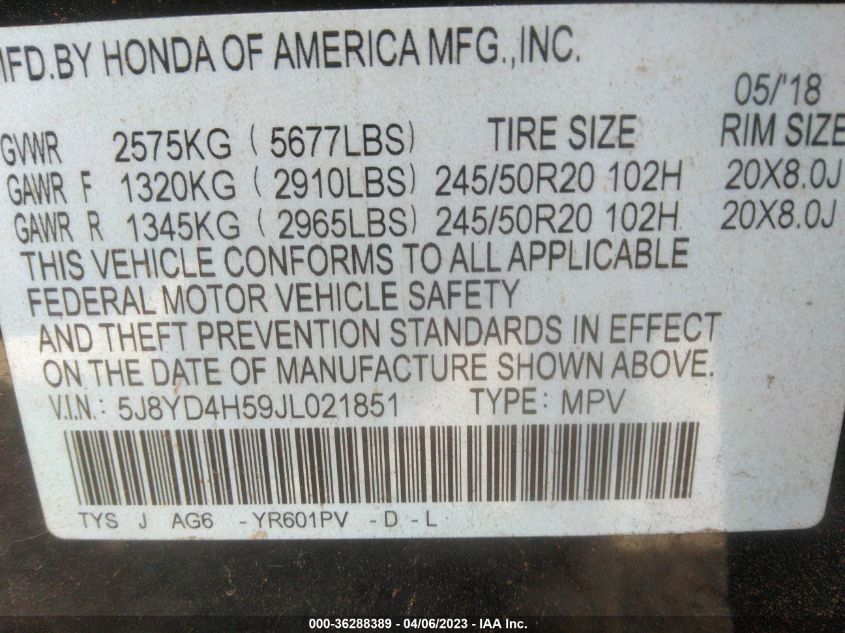 MFD.BY HONDA OF AMERICA MFG.,INC.
05/'18
GVWR 2575KG ( 5677LBS) TIRE SIZE RIM SIZE
GAWR F 1320KG ( 2910LBS) 245/50R20 102H 20X8.0J
GAWR R 1345KG ( 2965LBS) 245/50R20 102H 20X8.0J
THIS VEHICLE CONFORMS TO ALL APPLICABLE
FEDERAL MOTOR VEHICLE SAFETY
AND THEFT PREVENTION STANDARDS IN EFFECT
ON THE DATE OF MANUFACTURE SHOWN ABOVE.
V.I.N.: 5J8YD4H59JL021851 TYPE: MPV
TYS J AG6 -YR601PV -D -L
000-36288389 - 04/06/2023 - IAA Inc.